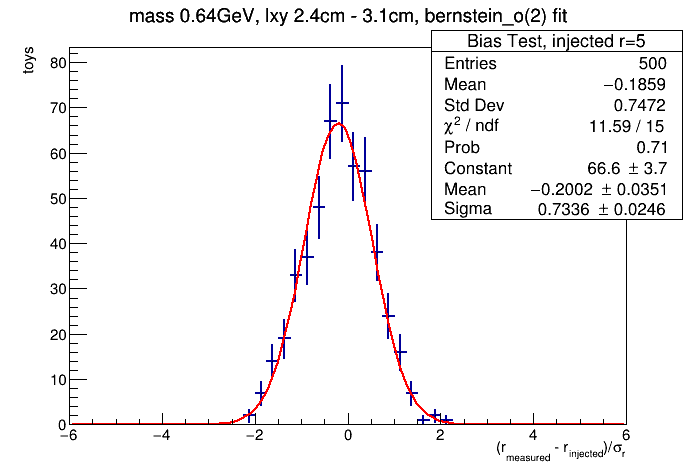 mass 0.64GeV, lxy 2.4cm - 3.1cm, bernstein_o(2) fit
toys
Bias Test, injected r=5
Entries 500
Mean −0.1859
Std Dev 0.7472
χ² / ndf 11.59 / 15
Prob 0.71
Constant 66.6 ± 3.7
Mean −0.2002 ± 0.0351
Sigma 0.7336 ± 0.0246
80
70
60
50
40
30
20
10
0
−6 −4 −2 0 2 4 6
(r_measured - r_injected)/σ_r